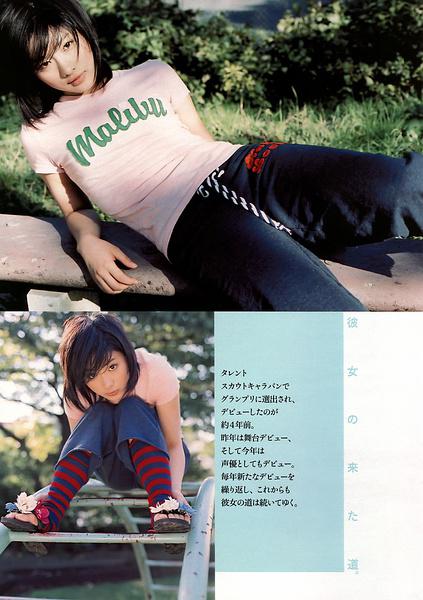 Malibu
彼女の来た道。
タレント
スカウトキャラバンで
グランプリに選出され、
デビューしたのが
約4年前。
昨年は舞台デビュー、
そして今年は
声優としてもデビュー。
毎年新たなデビューを
繰り返し、これからも
彼女の道は続いてゆく。